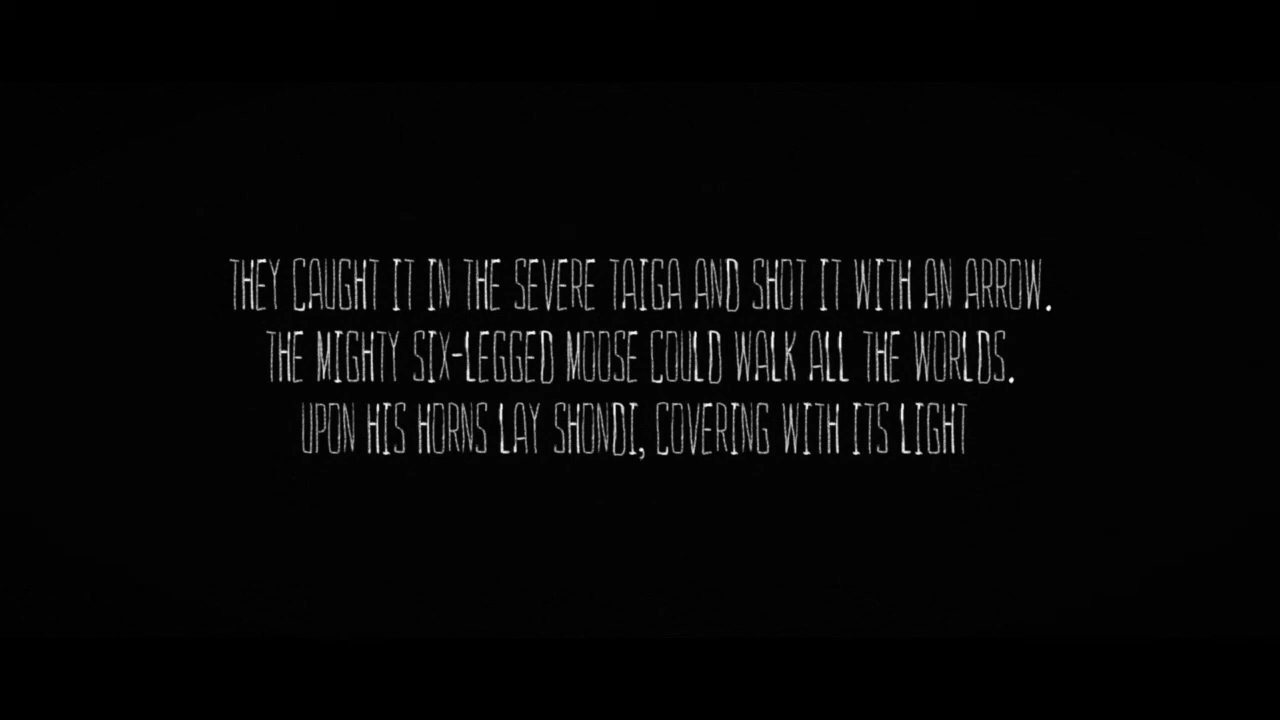 THEY CAUGHT IT IN THE SEVERE TAIGA AND SHOT IT WITH AN ARROW.
THE MIGHTY SIX-LEGGED MOOSE COULD WALK ALL THE WORLDS.
UPON HIS HORNS LAY SHONDI, COVERING WITH ITS LIGHT